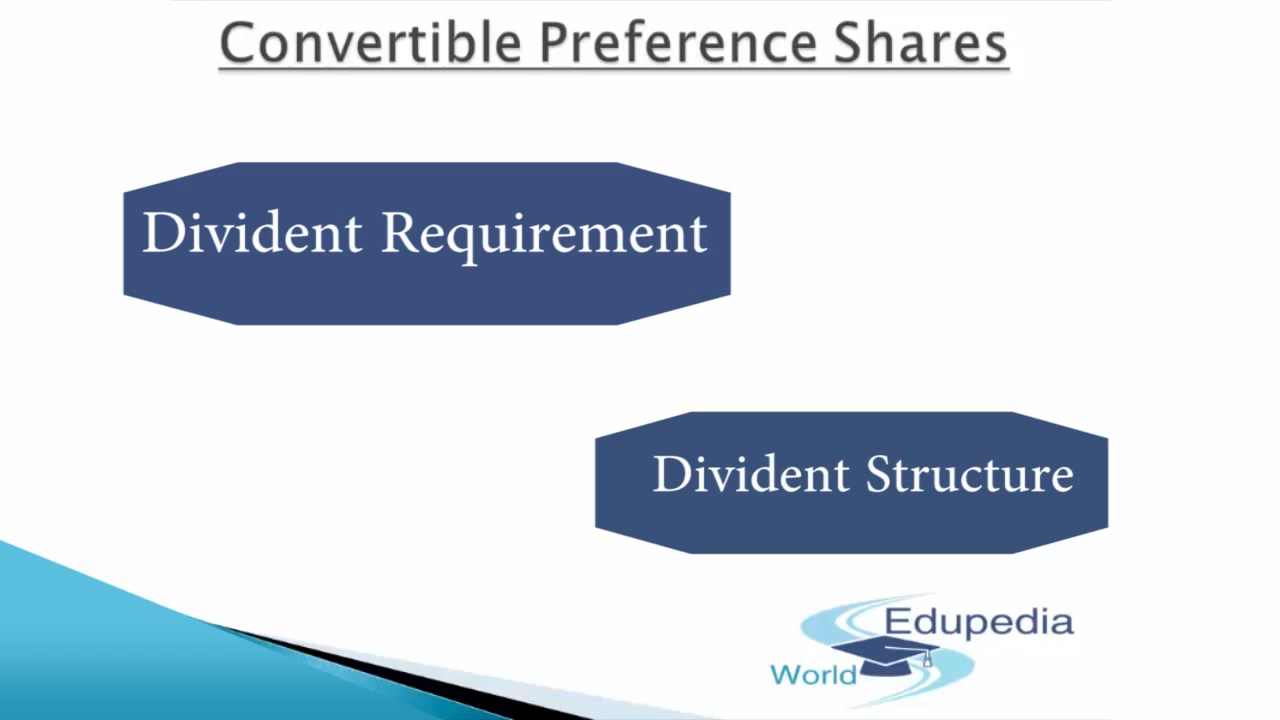 Convertible Preference Shares
Divident Requirement
Divident Structure
Edupedia
World